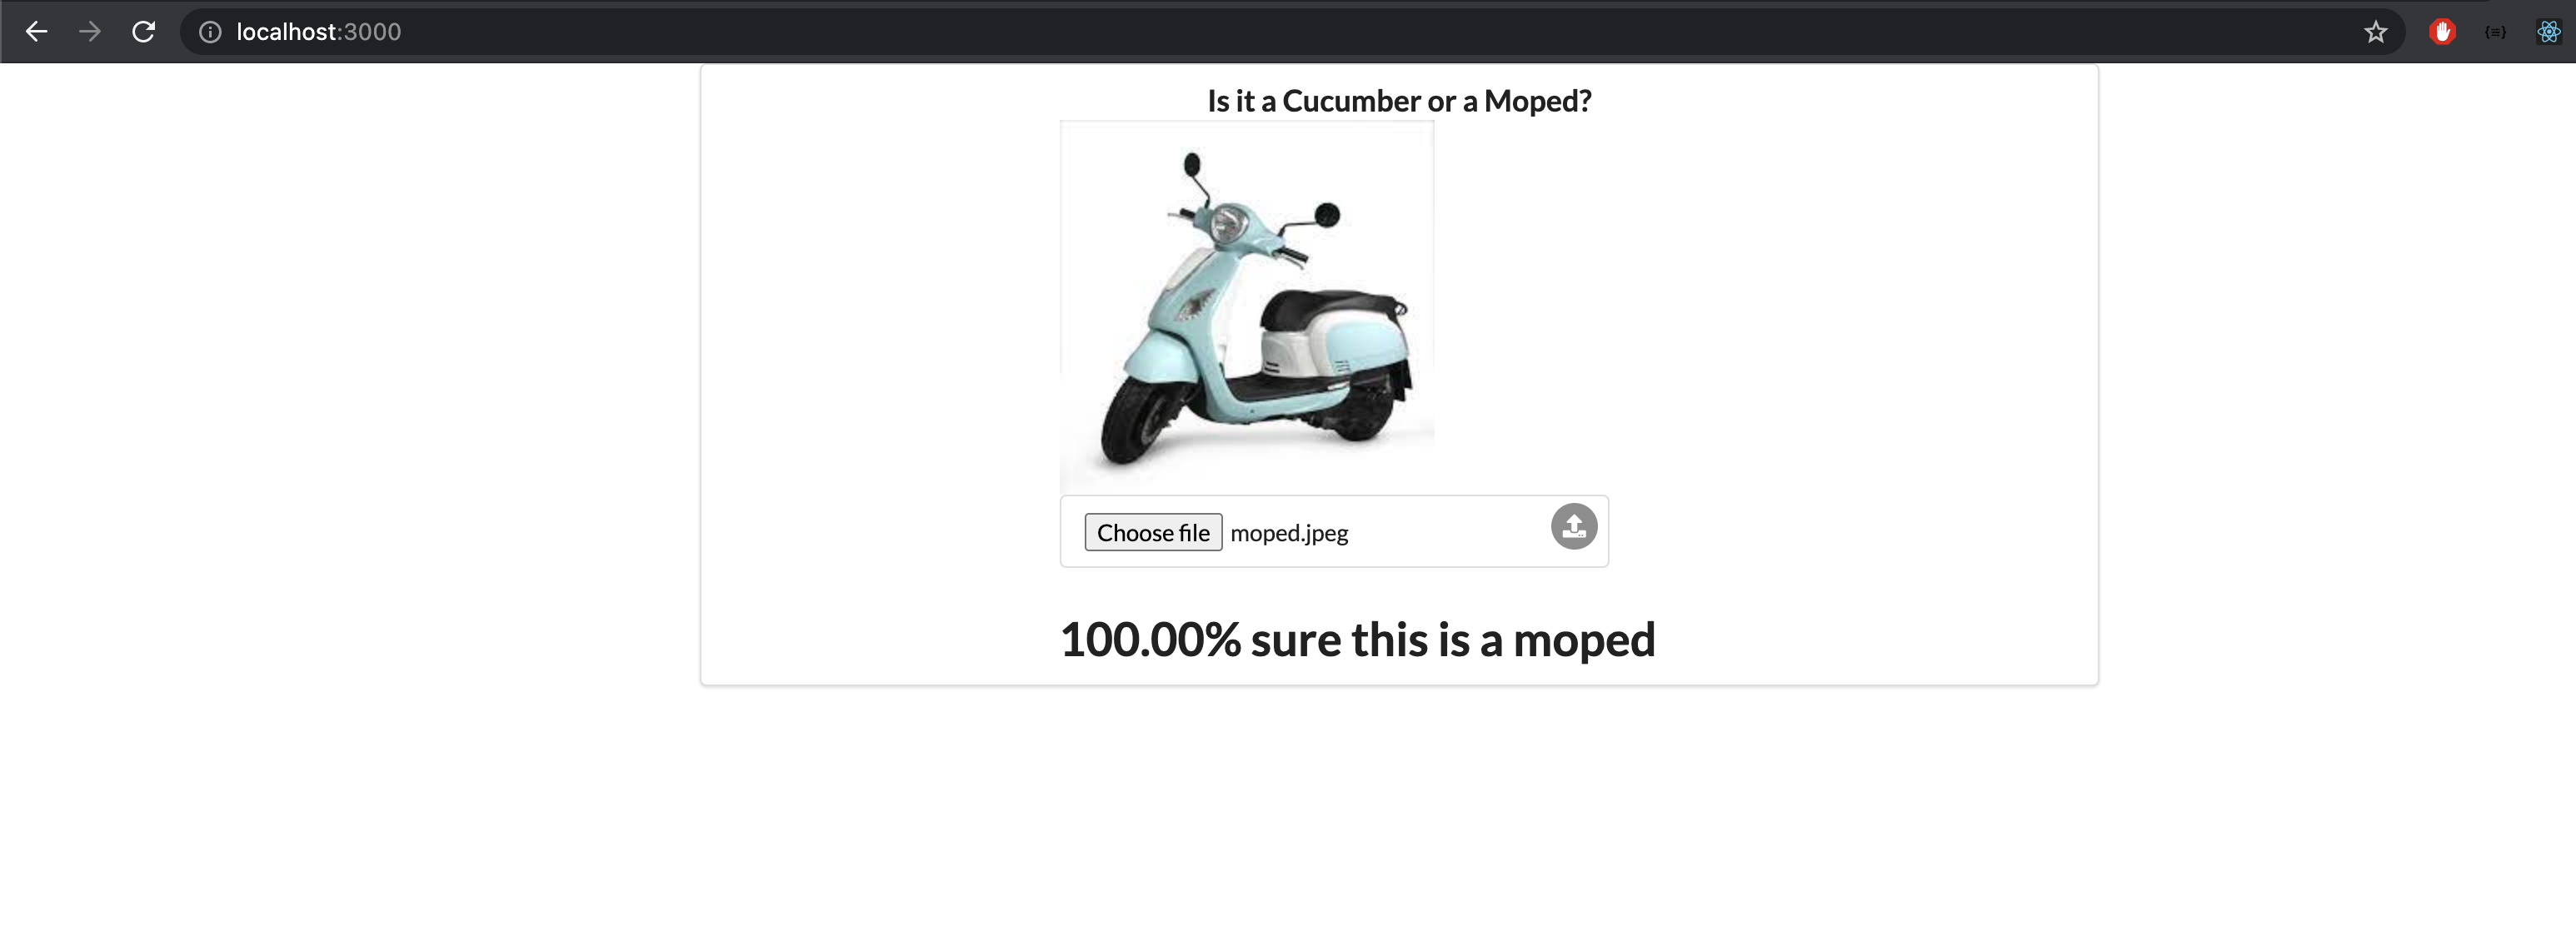 localhost:3000
Is it a Cucumber or a Moped?
Choose file moped.jpeg
100.00% sure this is a moped